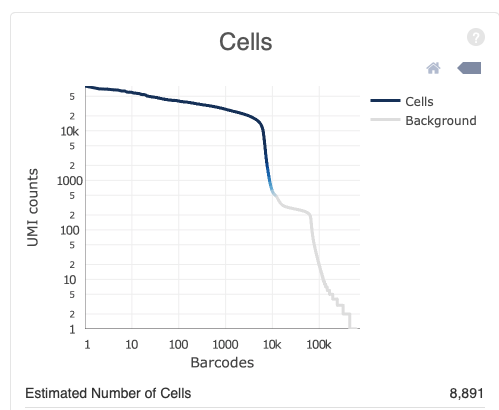 Cells
?
5
2
10k
5
2
1000
5
2
100
5
2
10
5
2
1
UMI counts
1 10 100 1000 10k 100k
Barcodes
Cells
Background
Estimated Number of Cells 8,891